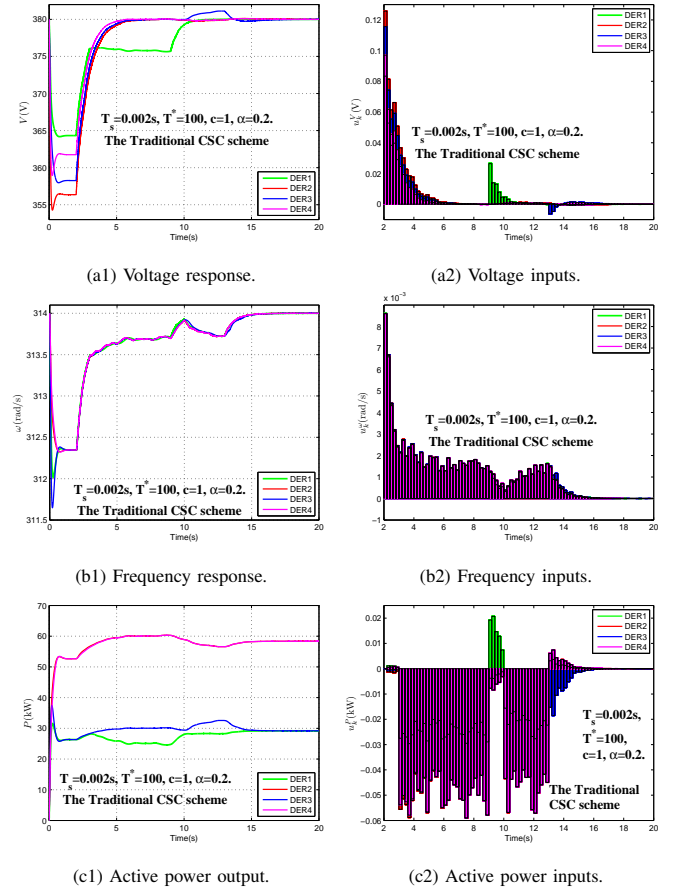 380
375
370
365
360
355
V(V)
T_s=0.002s, T*=100, c=1, α=0.2.
The Traditional CSC scheme
DER1
DER2
DER3
DER4
0 5 10 15 20
Time(s)
(a1) Voltage response.
0.12
0.1
0.08
0.06
0.04
0.02
0
u_k^V(V)
T_s=0.002s, T*=100, c=1, α=0.2.
The Traditional CSC scheme
DER1
DER2
DER3
DER4
2 4 6 8 10 12 14 16 18 20
Time(s)
(a2) Voltage inputs.
314
313.5
313
312.5
312
311.5
ω(rad/s)
T_s=0.002s, T*=100, c=1, α=0.2.
The Traditional CSC scheme
DER1
DER2
DER3
DER4
0 5 10 15 20
Time(s)
(b1) Frequency response.
x 10^-3
9
8
7
6
5
4
3
2
1
0
−1
u_k^ω(rad/s)
T_s=0.002s, T*=100, c=1, α=0.2.
The Traditional CSC scheme
DER1
DER2
DER3
DER4
2 4 6 8 10 12 14 16 18 20
Time(s)
(b2) Frequency inputs.
70
60
50
40
30
20
10
0
P(kW)
T_s=0.002s, T*=100, c=1, α=0.2.
The Traditional CSC scheme
DER1
DER2
DER3
DER4
0 5 10 15 20
Time(s)
(c1) Active power output.
0.02
0.01
0
−0.01
−0.02
−0.03
−0.04
−0.05
−0.06
u_k^P(kW)
DER1
DER2
DER3
DER4
T_s=0.002s,
T*=100,
c=1, α=0.2.
The Traditional
CSC scheme
2 4 6 8 10 12 14 16 18 20
Time(s)
(c2) Active power inputs.